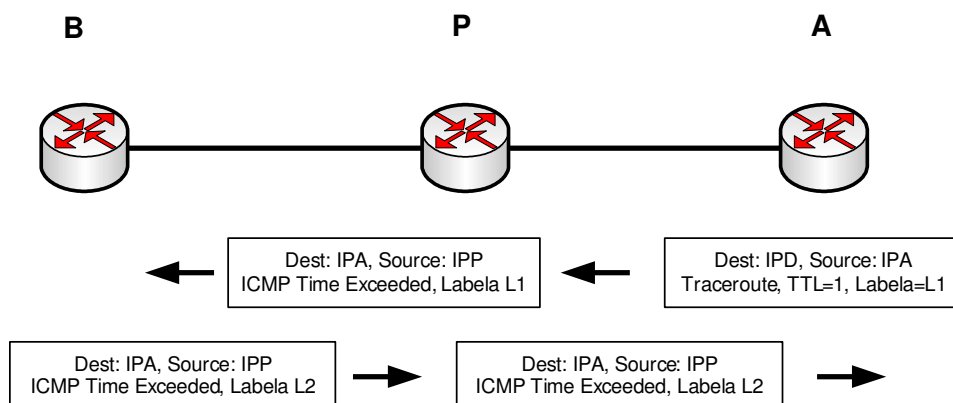 B
P
A
Dest: IPA, Source: IPP
ICMP Time Exceeded, Labela L1
Dest: IPD, Source: IPA
Traceroute, TTL=1, Labela=L1
Dest: IPA, Source: IPP
ICMP Time Exceeded, Labela L2
Dest: IPA, Source: IPP
ICMP Time Exceeded, Labela L2